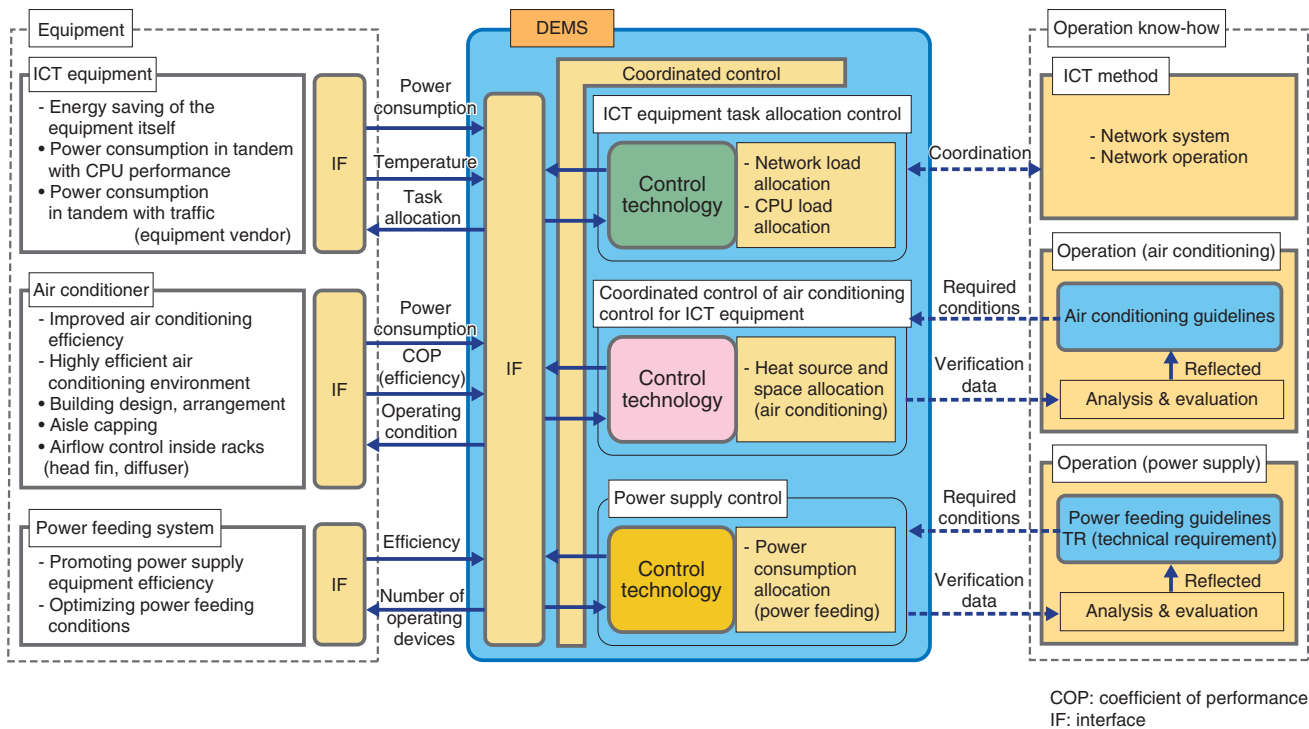 Equipment
ICT equipment
- Energy saving of the
equipment itself
• Power consumption in tandem
with CPU performance
• Power consumption
in tandem with traffic
(equipment vendor)
IF
Air conditioner
- Improved air conditioning
efficiency
- Highly efficient air
conditioning environment
• Building design, arrangement
• Aisle capping
• Airflow control inside racks
(head fin, diffuser)
IF
Power feeding system
- Promoting power supply
equipment efficiency
- Optimizing power feeding
conditions
IF
Power
consumption
Temperature
Task
allocation
Power
consumption
COP
(efficiency)
Operating
condition
Efficiency
Number of
operating
devices
DEMS
IF
Coordinated control
ICT equipment task allocation control
Control
technology
- Network load
allocation
- CPU load
allocation
Coordinated control of air conditioning
control for ICT equipment
Control
technology
- Heat source and
space allocation
(air conditioning)
Power supply control
Control
technology
- Power
consumption
allocation
(power feeding)
Coordination
Required
conditions
Verification
data
Required
conditions
Verification
data
Operation know-how
ICT method
- Network system
- Network operation
Operation (air conditioning)
Air conditioning guidelines
Reflected
Analysis & evaluation
Operation (power supply)
Power feeding guidelines
TR (technical requirement)
Reflected
Analysis & evaluation
COP: coefficient of performance
IF: interface